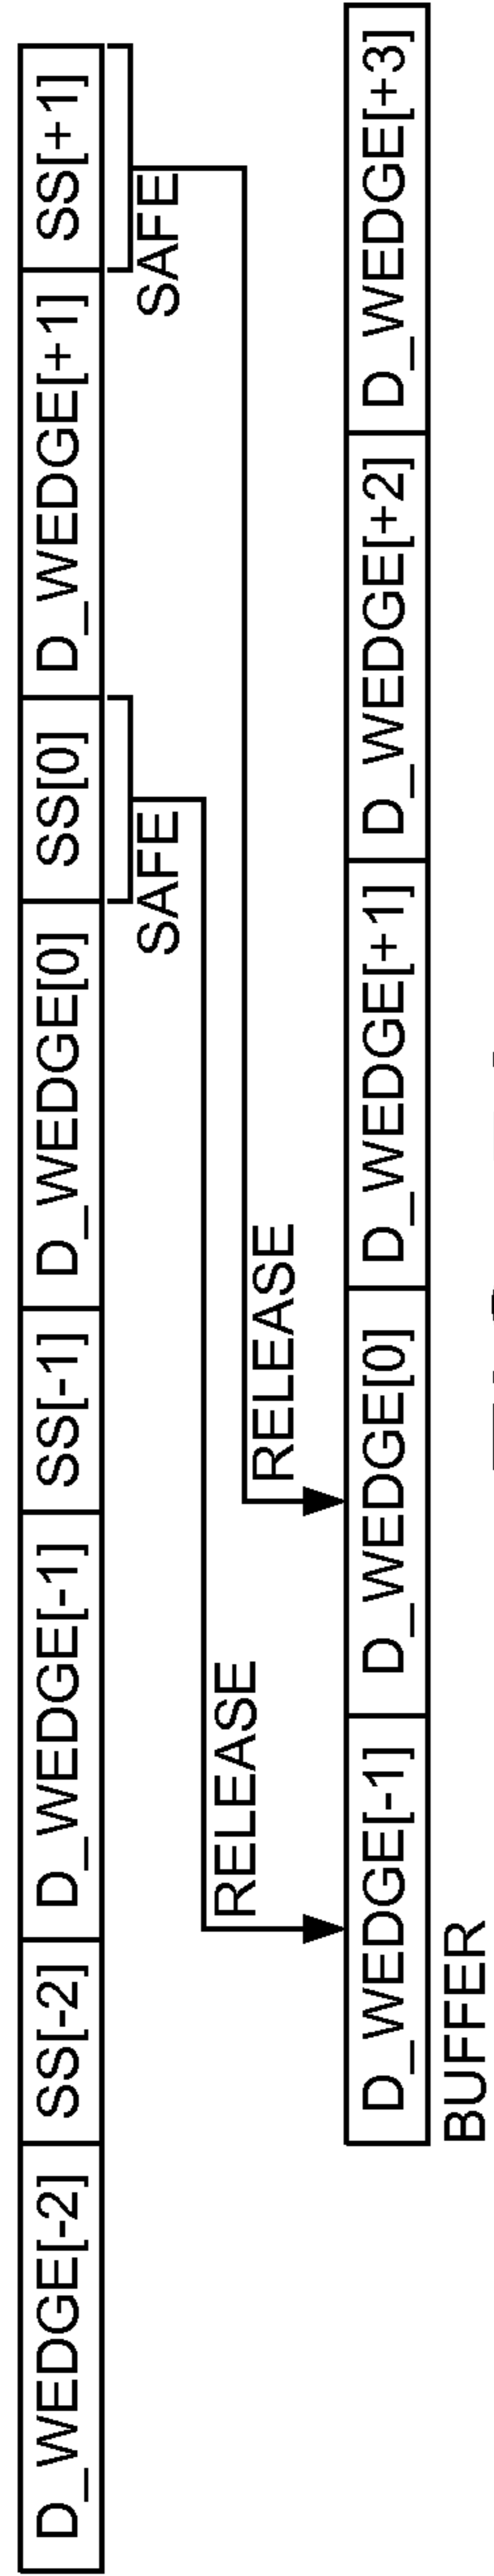 D_WEDGE[-2] SS[-2] D_WEDGE[-1] SS[-1] D_WEDGE[0] SS[0] D_WEDGE[+1] SS[+1]
SAFE SAFE
RELEASE RELEASE
D_WEDGE[-1] D_WEDGE[0] D_WEDGE[+1] D_WEDGE[+2] D_WEDGE[+3]
BUFFER